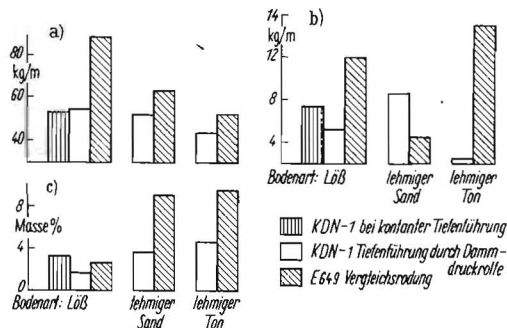 a)
80
kg/m
60
40
b)
14
kg/m
12
8
4
Bodenart: Löß
lehmiger
Sand
lehmiger
Ton
c)
8
Masse %
4
0
Bodenart: Löß
lehmiger
Sand
lehmiger
Ton
KDN-1 bei kontanter Tiefenführung
KDN-1 Tiefenführung durch Damm-
druckrolle
E649 Vergleichsrodung